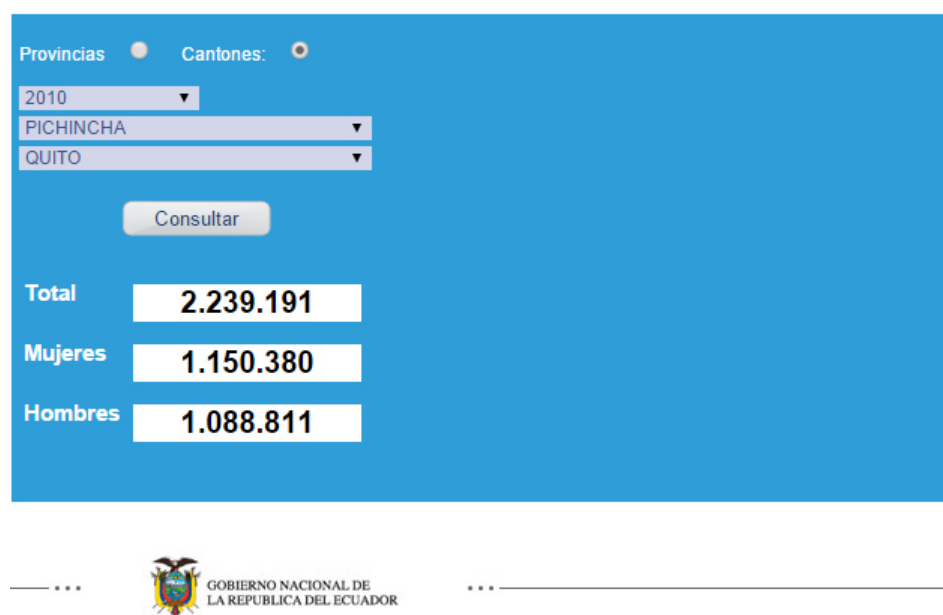 Provincias Cantones:
2010
PICHINCHA
QUITO
Consultar
Total 2.239.191
Mujeres 1.150.380
Hombres 1.088.811
GOBIERNO NACIONAL DE
LA REPUBLICA DEL ECUADOR